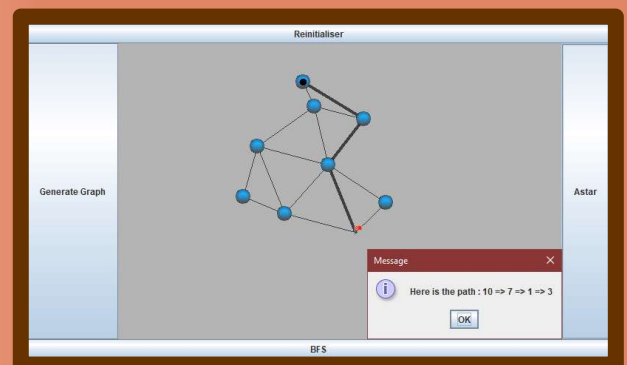 Reinitialiser
Generate Graph
Astar
Message
Here is the path : 10 => 7 => 1 => 3
OK
BFS